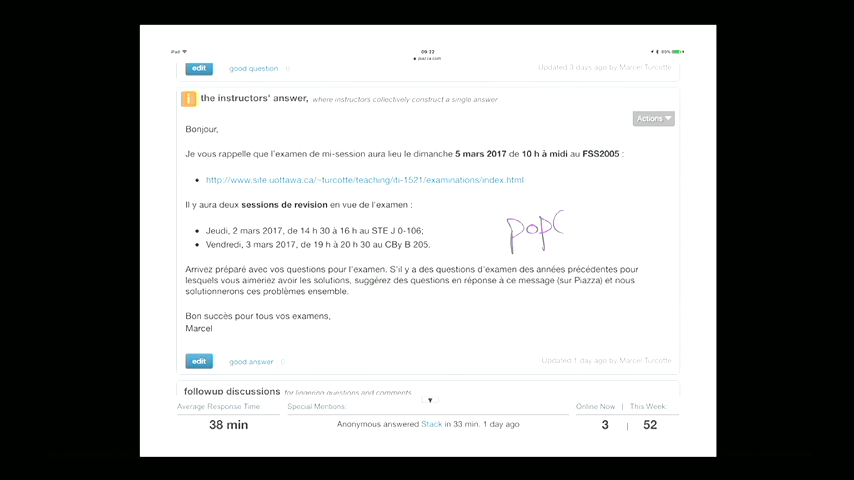 iPad
09:22
piazza.com
89%
edit
good question 0
Updated 3 days ago by Marcel Turcotte
i the instructors' answer, where instructors collectively construct a single answer
Actions
Bonjour,
Je vous rappelle que l'examen de mi-session aura lieu le dimanche 5 mars 2017 de 10 h à midi au FSS2005 :
• http://www.site.uottawa.ca/~turcotte/teaching/iti-1521/examinations/index.html
Il y aura deux sessions de revision en vue de l'examen :
• Jeudi, 2 mars 2017, de 14 h 30 à 16 h au STE J 0-106;
• Vendredi, 3 mars 2017, de 19 h à 20 h 30 au CBy B 205.
popC
Arrivez préparé avec vos questions pour l'examen. S'il y a des questions d'examen des années précédentes pour
lesquels vous aimeriez avoir les solutions, suggérez des questions en réponse à ce message (sur Piazza) et nous
solutionnerons ces problèmes ensemble.
Bon succès pour tous vos examens,
Marcel
edit
good answer 0
Updated 1 day ago by Marcel Turcotte
followup discussions for lingering questions and comments
Average Response Time:
Special Mentions:
Online Now | This Week:
38 min
Anonymous answered Stack in 33 min. 1 day ago
3 | 52